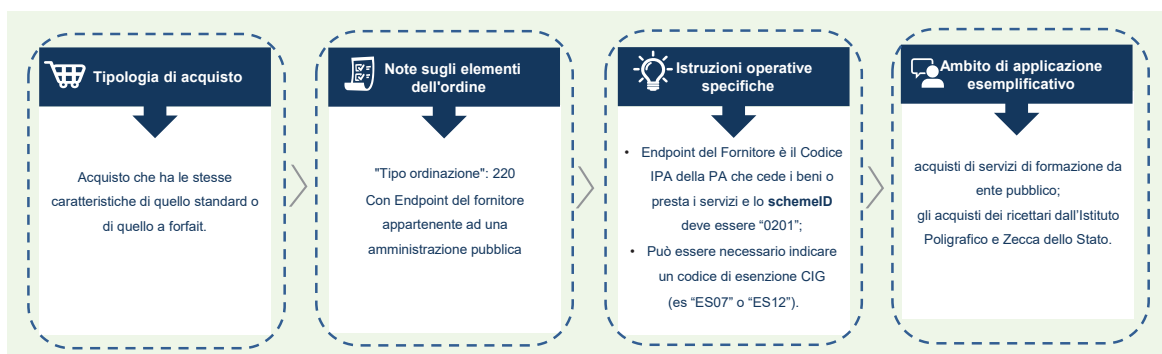 Tipologia di acquisto
Acquisto che ha le stesse
caratteristiche di quello standard o
di quello a forfait.
Note sugli elementi
dell'ordine
"Tipo ordinazione": 220
Con Endpoint del fornitore
appartenente ad una
amministrazione pubblica
Istruzioni operative
specifiche
• Endpoint del Fornitore è il Codice
IPA della PA che cede i beni o
presta i servizi e lo schemeID
deve essere “0201”;
• Può essere necessario indicare
un codice di esenzione CIG
(es “ES07” o “ES12”).
Ambito di applicazione
esemplificativo
acquisti di servizi di formazione da
ente pubblico;
gli acquisti dei ricettari dall’Istituto
Poligrafico e Zecca dello Stato.